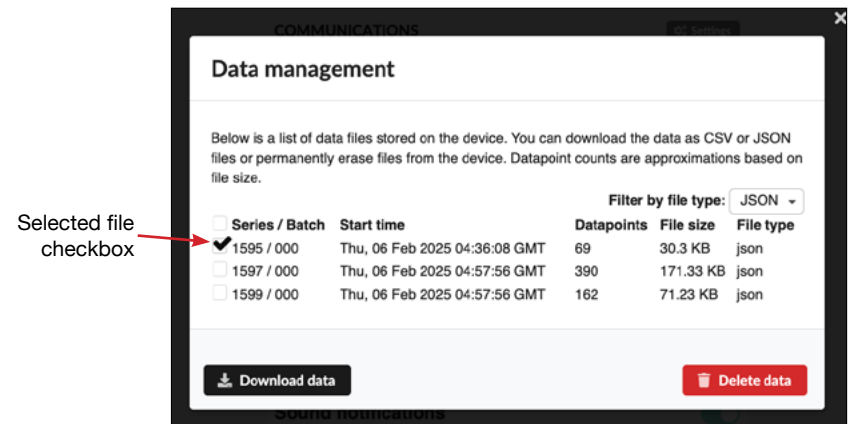 COMMUNICATIONS
Settings
×
Data management
Below is a list of data files stored on the device. You can download the data as CSV or JSON
files or permanently erase files from the device. Datapoint counts are approximations based on
file size.
Filter by file type: JSON
Series / Batch Start time Datapoints File size File type
1595 / 000 Thu, 06 Feb 2025 04:36:08 GMT 69 30.3 KB json
1597 / 000 Thu, 06 Feb 2025 04:57:56 GMT 390 171.33 KB json
1599 / 000 Thu, 06 Feb 2025 04:57:56 GMT 162 71.23 KB json
Selected file
checkbox
Download data
Delete data
Sound notifications